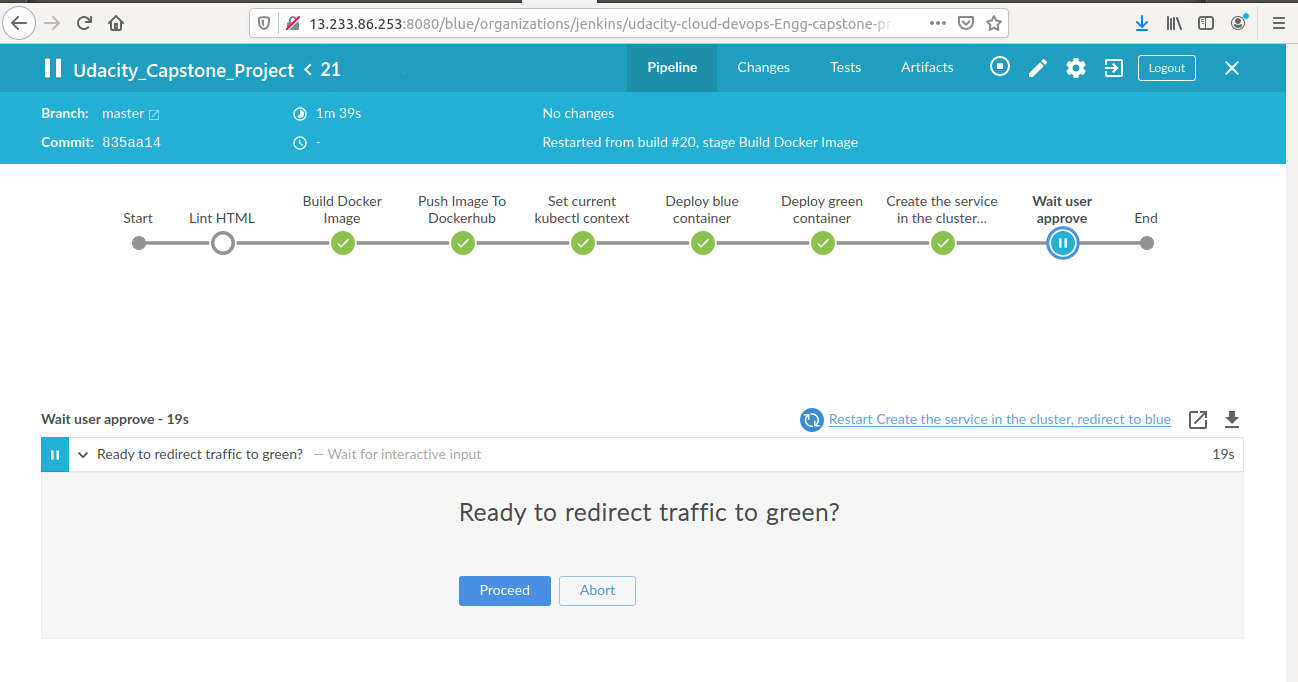 13.233.86.253:8080/blue/organizations/jenkins/udacity-cloud-devops-Engg-capstone-pr
Udacity_Capstone_Project < 21
Pipeline Changes Tests Artifacts Logout
Branch: master 1m 39s No changes
Commit: 835aa14 - Restarted from build #20, stage Build Docker Image
Start
Lint HTML
Build Docker
Image
Push Image To
Dockerhub
Set current
kubectl context
Deploy blue
container
Deploy green
container
Create the service
in the cluster...
Wait user
approve
End
Wait user approve - 19s
Restart Create the service in the cluster, redirect to blue
Ready to redirect traffic to green? — Wait for interactive input 19s
Ready to redirect traffic to green?
Proceed Abort